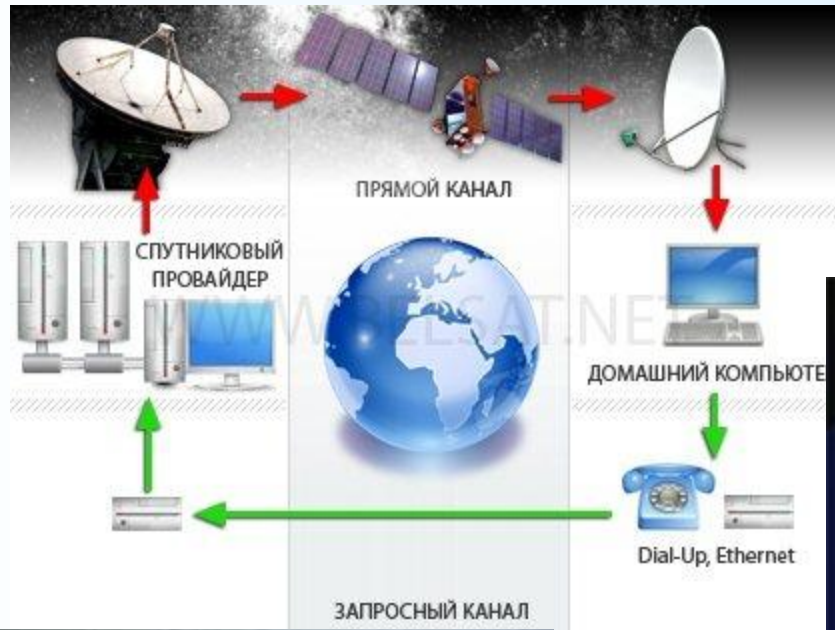 ПРЯМОЙ КАНАЛ
СПУТНИКОВЫЙ
ПРОВАЙДЕР
WWW.BELSAT.NET
ДОМАШНИЙ КОМПЬЮТЕ
Dial-Up, Ethernet
ЗАПРОСНЫЙ КАНАЛ